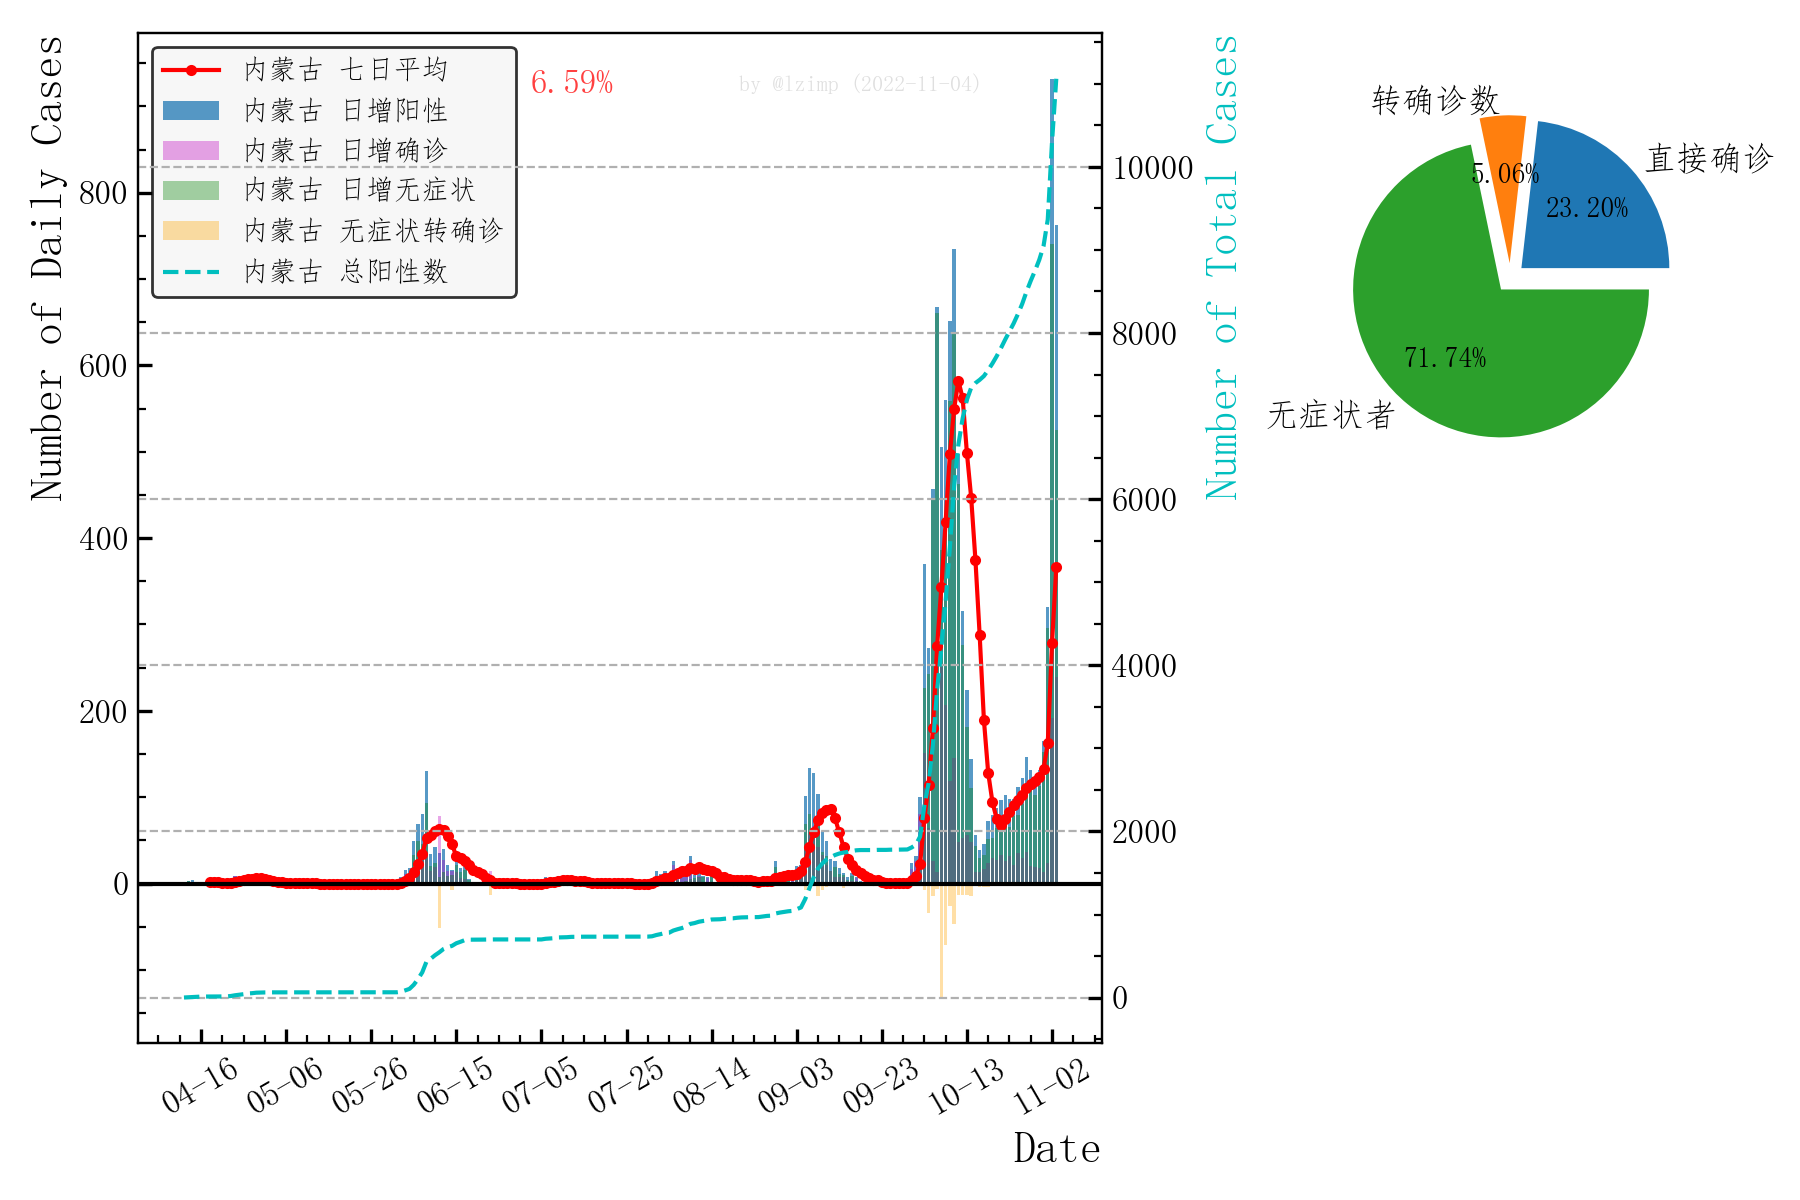 Number of Daily Cases
800
600
400
200
0
内蒙古 七日平均
内蒙古 日增阳性
内蒙古 日增确诊
内蒙古 日增无症状
内蒙古 无症状转确诊
内蒙古 总阳性数
6.59%
by @lzimp (2022-11-04)
10000
8000
6000
4000
2000
0
Number of Total Cases
04-16
05-06
05-26
06-15
07-05
07-25
08-14
09-03
09-23
10-13
11-02
Date
转确诊数
5.06%
直接确诊
23.20%
71.74%
无症状者